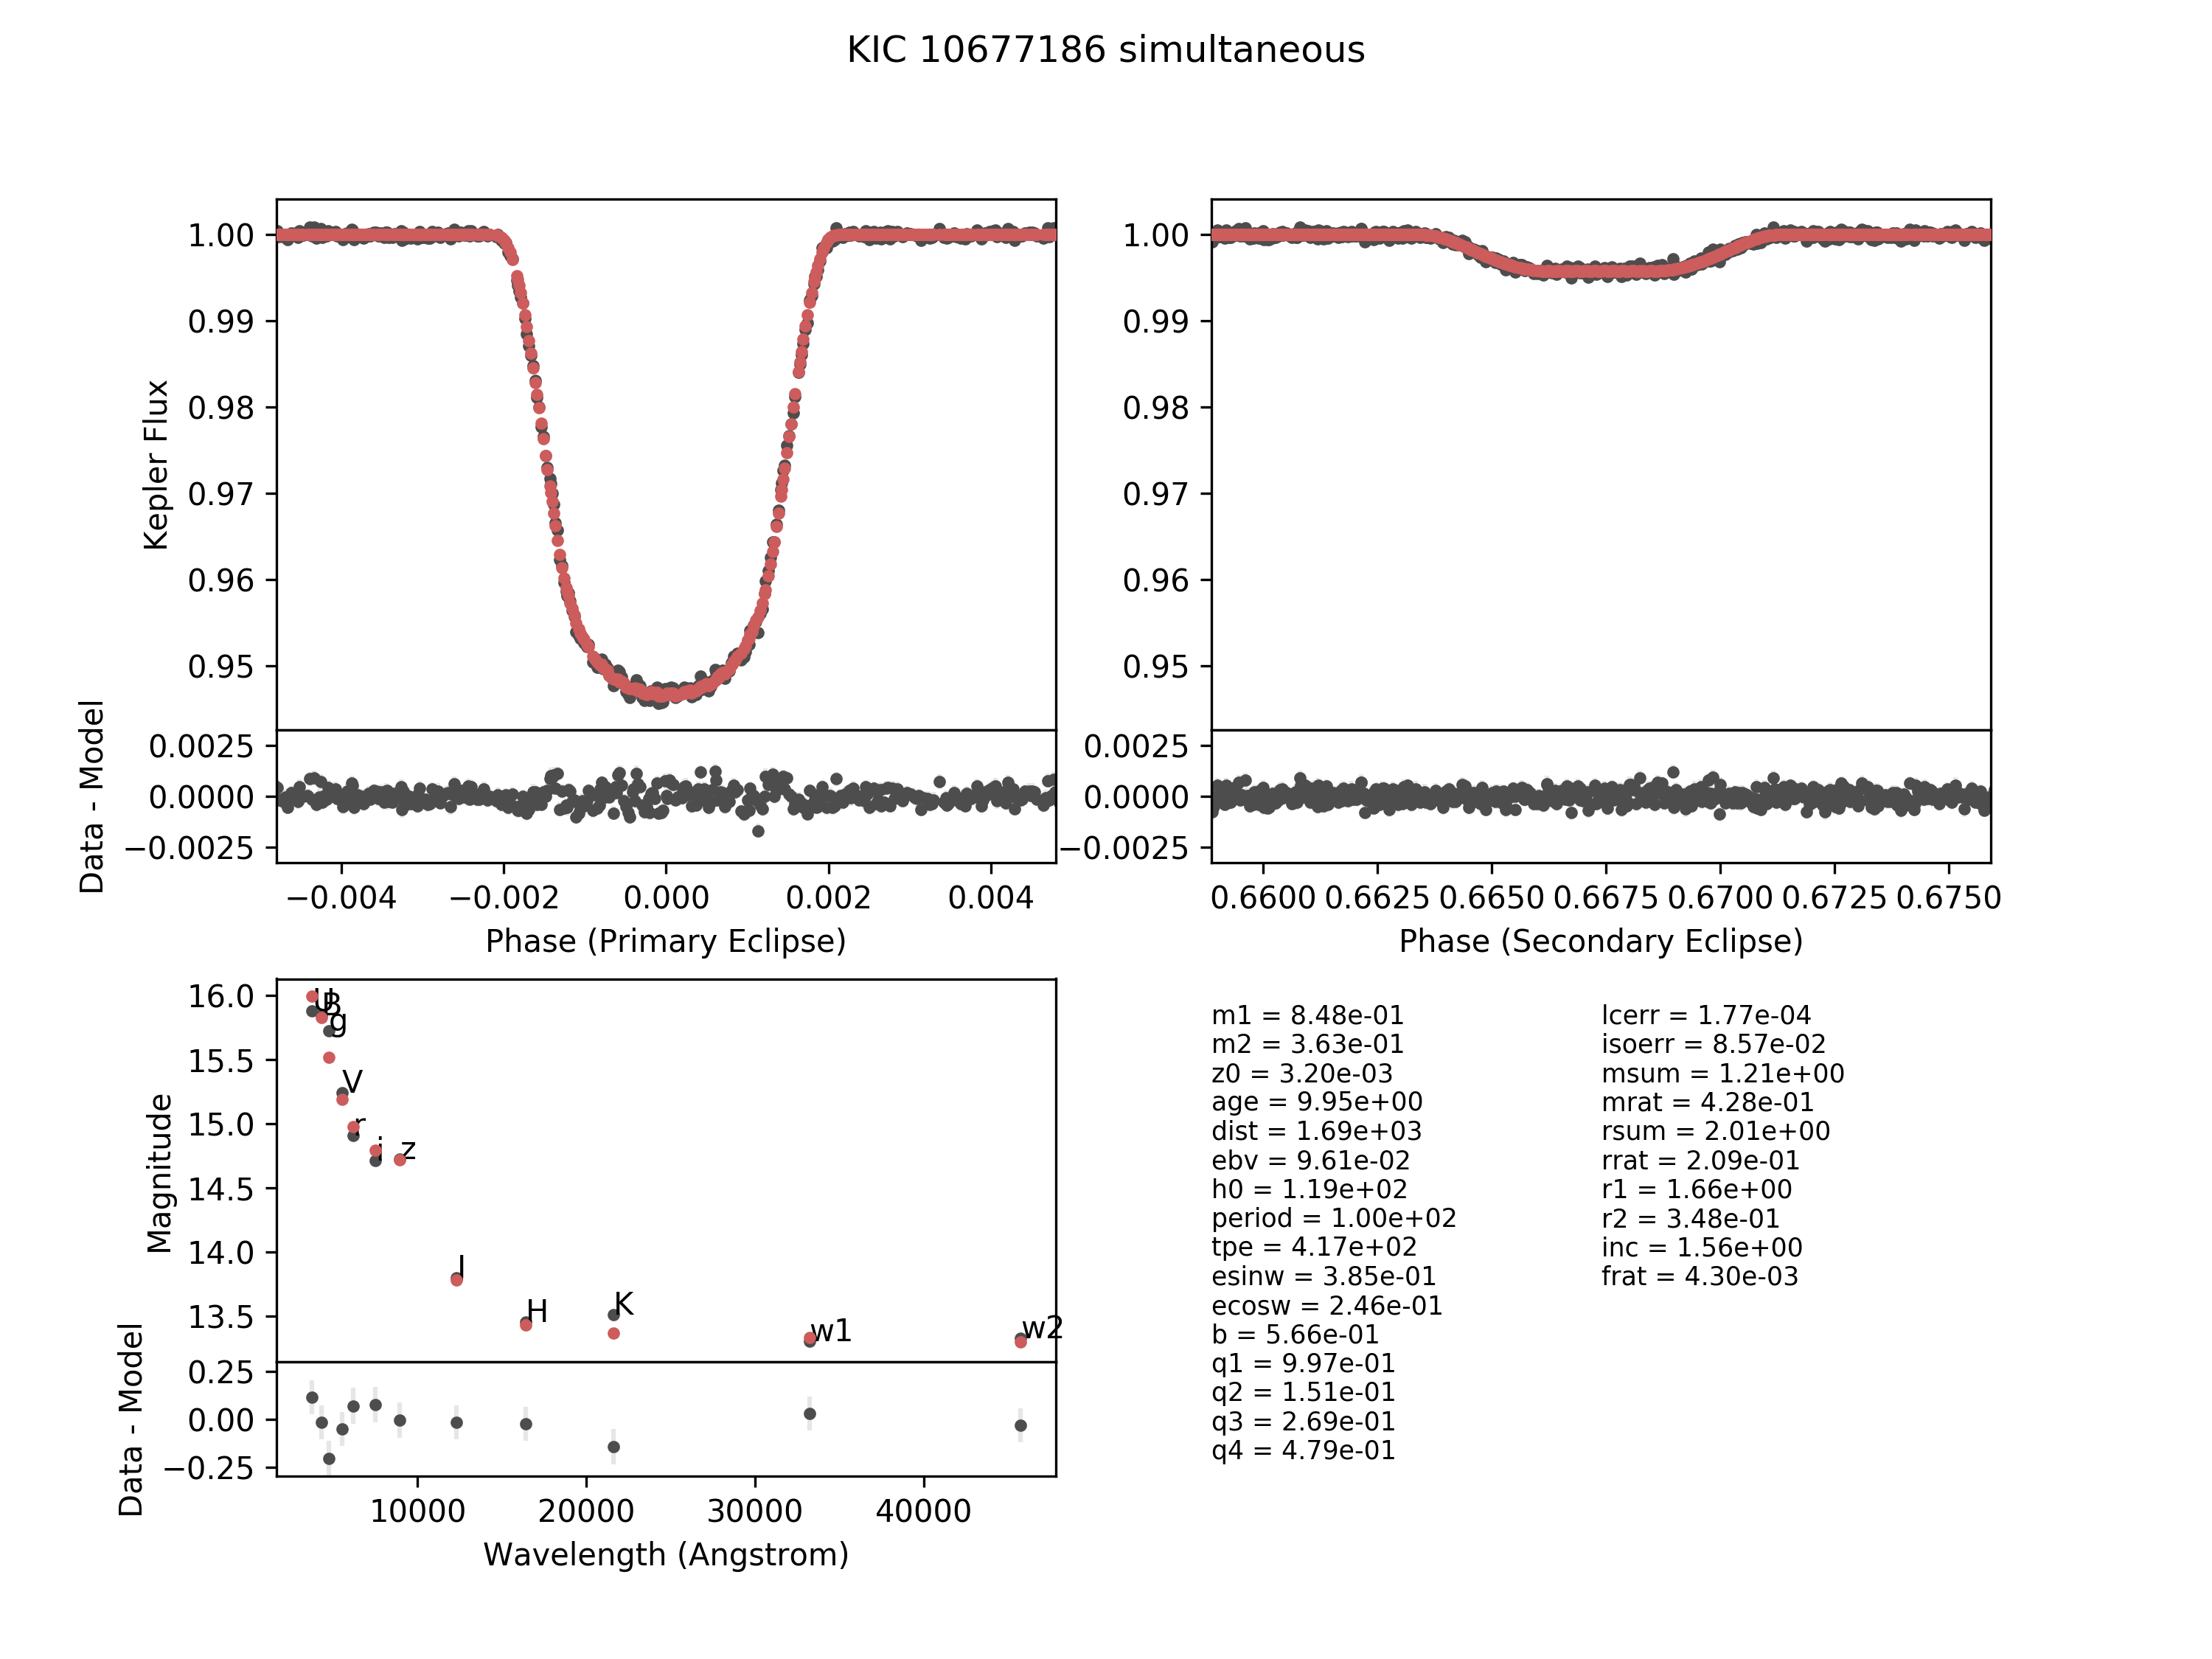 KIC 10677186 simultaneous
Kepler Flux
1.00
0.99
0.98
0.97
0.96
0.95
Data - Model
0.0025
0.0000
−0.0025
−0.004 −0.002 0.000 0.002 0.004
Phase (Primary Eclipse)
1.00
0.99
0.98
0.97
0.96
0.95
0.0025
0.0000
−0.0025
0.6600 0.6625 0.6650 0.6675 0.6700 0.6725 0.6750
Phase (Secondary Eclipse)
Magnitude
16.0
15.5
15.0
14.5
14.0
13.5
U
B
g
V
r
i
z
J
H
K
w1
w2
Data - Model
0.25
0.00
−0.25
10000 20000 30000 40000
Wavelength (Angstrom)
m1 = 8.48e-01
m2 = 3.63e-01
z0 = 3.20e-03
age = 9.95e+00
dist = 1.69e+03
ebv = 9.61e-02
h0 = 1.19e+02
period = 1.00e+02
tpe = 4.17e+02
esinw = 3.85e-01
ecosw = 2.46e-01
b = 5.66e-01
q1 = 9.97e-01
q2 = 1.51e-01
q3 = 2.69e-01
q4 = 4.79e-01
lcerr = 1.77e-04
isoerr = 8.57e-02
msum = 1.21e+00
mrat = 4.28e-01
rsum = 2.01e+00
rrat = 2.09e-01
r1 = 1.66e+00
r2 = 3.48e-01
inc = 1.56e+00
frat = 4.30e-03